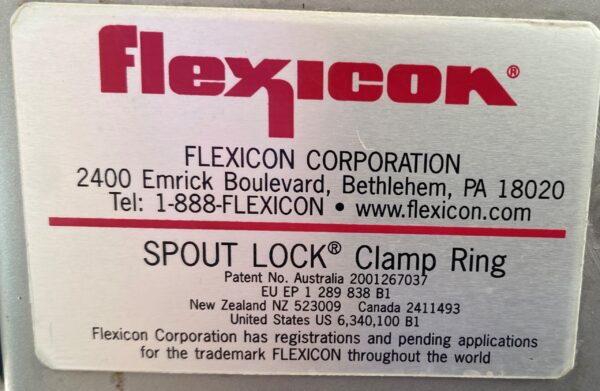 flexicon®
FLEXICON CORPORATION
2400 Emrick Boulevard, Bethlehem, PA 18020
Tel: 1-888-FLEXICON • www.flexicon.com
SPOUT LOCK® Clamp Ring
Patent No. Australia 2001267037
EU EP 1 289 838 B1
New Zealand NZ 523009 Canada 2411493
United States US 6,340,100 B1
Flexicon Corporation has registrations and pending applications
for the trademark FLEXICON throughout the world